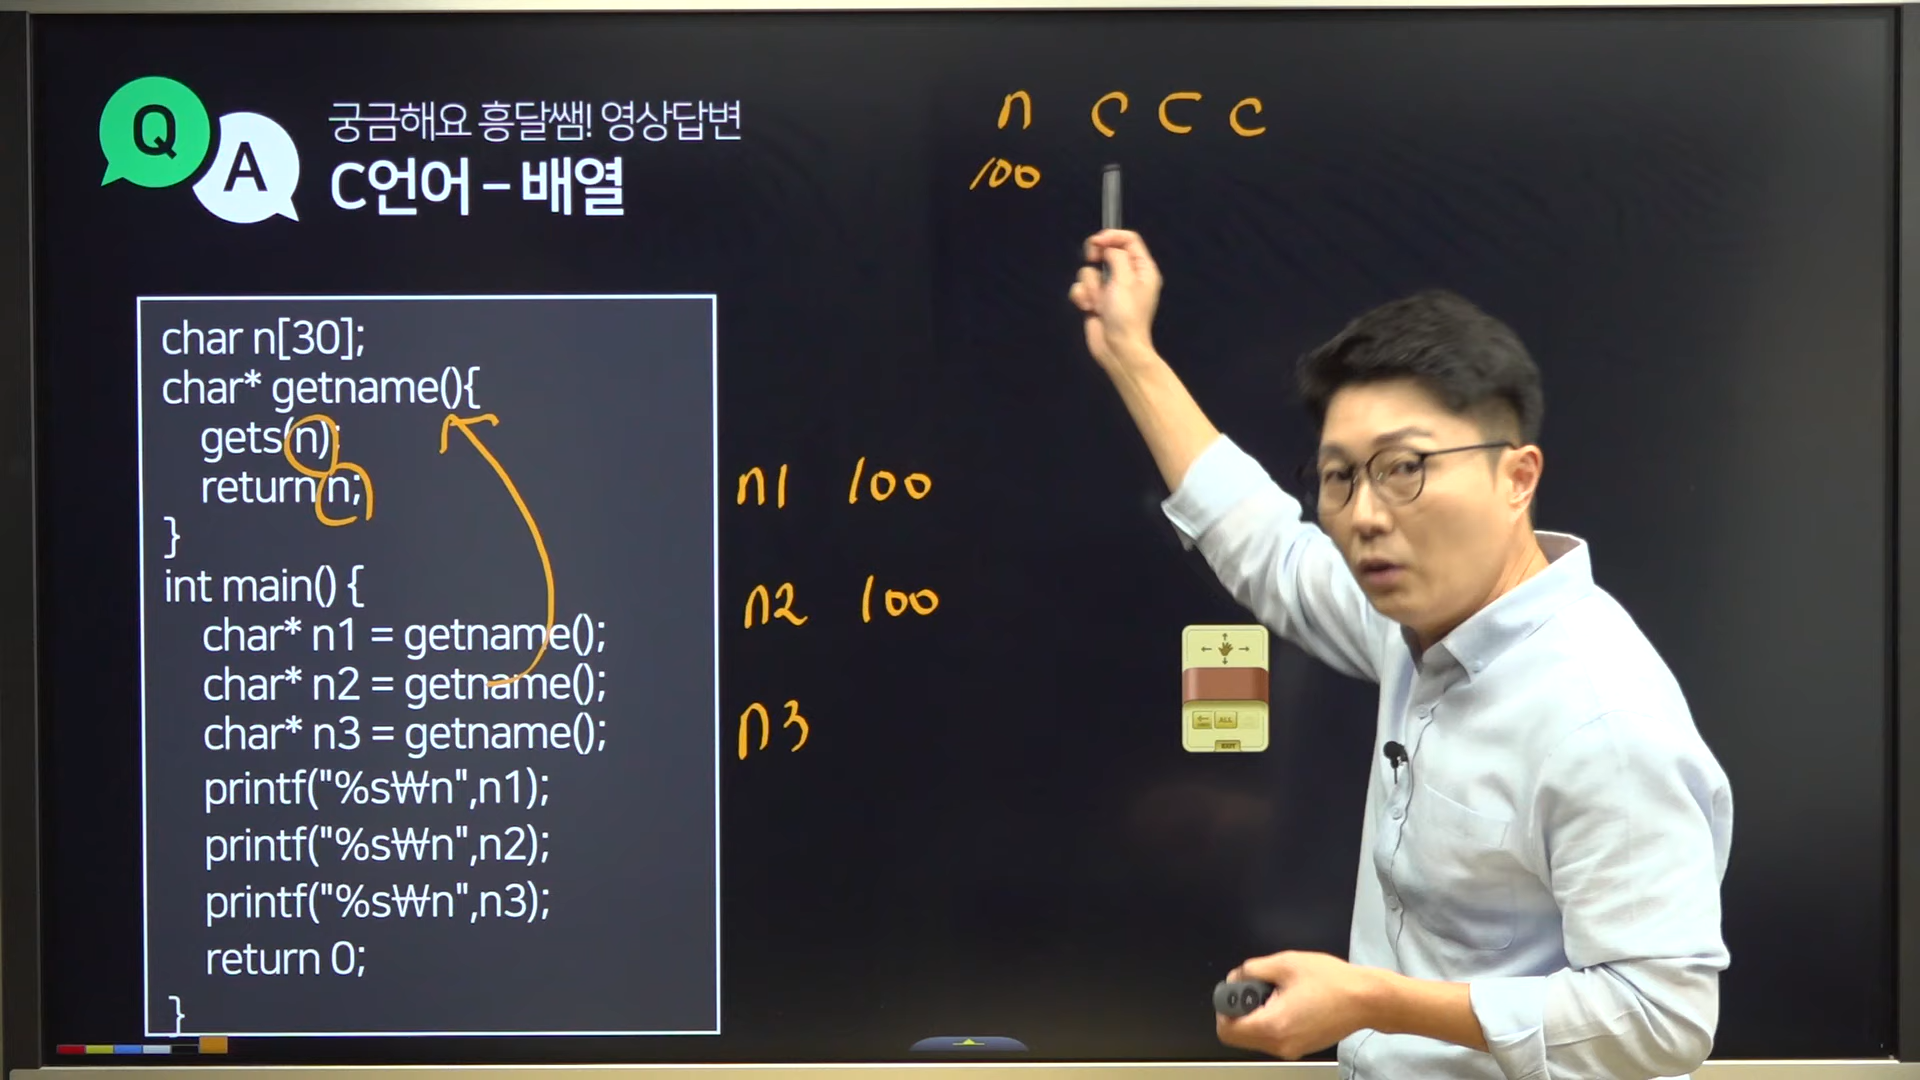 Q A
궁금해요 흥달쌤! 영상답변
C언어 – 배열
n C C C
100
char n[30];
char* getname(){
gets(n);
return n;
}
int main() {
char* n1 = getname();
char* n2 = getname();
char* n3 = getname();
printf("%s₩n",n1);
printf("%s₩n",n2);
printf("%s₩n",n3);
return 0;
}
n1 100
n2 100
n3
ALL